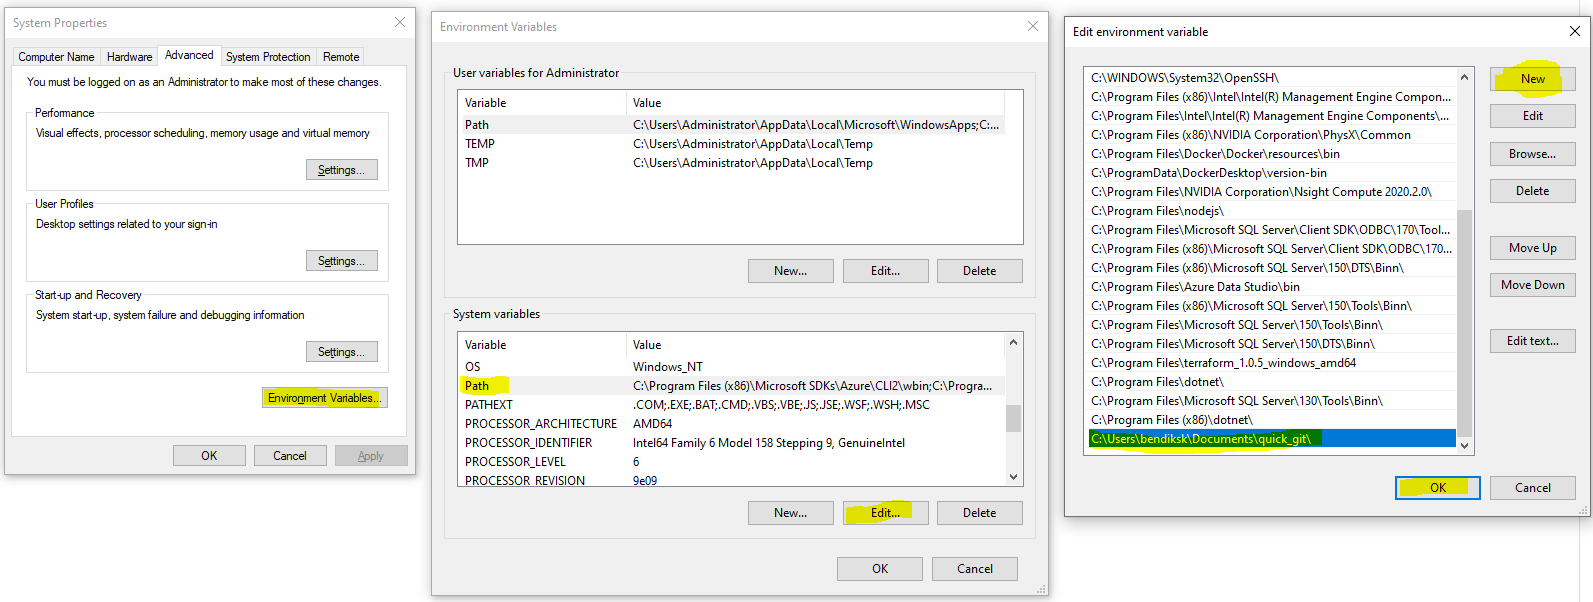 System Properties
Computer Name
Hardware
Advanced
System Protection
Remote
You must be logged on as an Administrator to make most of these changes.
Performance
Visual effects, processor scheduling, memory usage and virtual memory
Settings...
User Profiles
Desktop settings related to your sign-in
Settings...
Start-up and Recovery
System start-up, system failure and debugging information
Settings...
Environment Variables...
OK
Cancel
Apply
Environment Variables
User variables for Administrator
Variable Value
Path C:\Users\Administrator\AppData\Local\Microsoft\WindowsApps;C:...
TEMP C:\Users\Administrator\AppData\Local\Temp
TMP C:\Users\Administrator\AppData\Local\Temp
New...
Edit...
Delete
System variables
Variable Value
OS Windows_NT
Path C:\Program Files (x86)\Microsoft SDKs\Azure\CLI2\wbin;C:\Progra...
PATHEXT .COM;.EXE;.BAT;.CMD;.VBS;.VBE;.JS;.JSE;.WSF;.WSH;.MSC
PROCESSOR_ARCHITECTURE AMD64
PROCESSOR_IDENTIFIER Intel64 Family 6 Model 158 Stepping 9, GenuineIntel
PROCESSOR_LEVEL 6
PROCESSOR_REVISION 9e09
New...
Edit...
Delete
OK
Cancel
Edit environment variable
C:\WINDOWS\System32\OpenSSH\
C:\Program Files (x86)\Intel\Intel(R) Management Engine Compon...
C:\Program Files\Intel\Intel(R) Management Engine Components\...
C:\Program Files (x86)\NVIDIA Corporation\PhysX\Common
C:\Program Files\Docker\Docker\resources\bin
C:\ProgramData\DockerDesktop\version-bin
C:\Program Files\NVIDIA Corporation\Nsight Compute 2020.2.0\
C:\Program Files\nodejs\
C:\Program Files\Microsoft SQL Server\Client SDK\ODBC\170\Tool...
C:\Program Files (x86)\Microsoft SQL Server\Client SDK\ODBC\170...
C:\Program Files (x86)\Microsoft SQL Server\150\DTS\Binn\
C:\Program Files\Azure Data Studio\bin
C:\Program Files (x86)\Microsoft SQL Server\150\Tools\Binn\
C:\Program Files\Microsoft SQL Server\150\Tools\Binn\
C:\Program Files\Microsoft SQL Server\150\DTS\Binn\
C:\Program Files\terraform_1.0.5_windows_amd64
C:\Program Files\dotnet\
C:\Program Files\Microsoft SQL Server\130\Tools\Binn\
C:\Program Files (x86)\dotnet\
C:\Users\bendiksk\Documents\quick_git\
New
Edit
Browse...
Delete
Move Up
Move Down
Edit text...
OK
Cancel